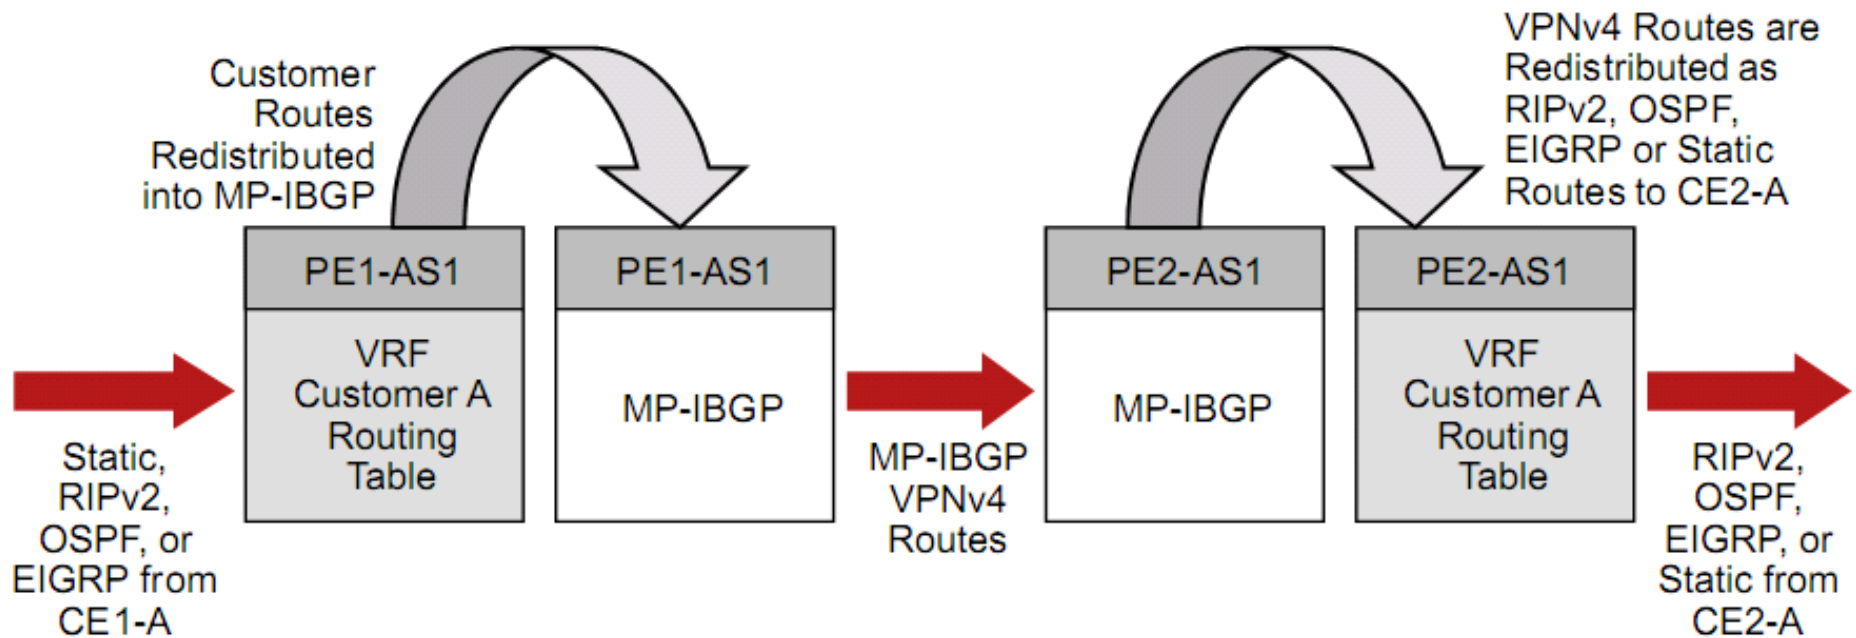 Customer
Routes
Redistributed
into MP-IBGP
VPNv4 Routes are
Redistributed as
RIPv2, OSPF,
EIGRP or Static
Routes to CE2-A
PE1-AS1
PE1-AS1
PE2-AS1
PE2-AS1
VRF
Customer A
Routing
Table
MP-IBGP
MP-IBGP
VRF
Customer A
Routing
Table
Static,
RIPv2,
OSPF, or
EIGRP from
CE1-A
MP-IBGP
VPNv4
Routes
RIPv2,
OSPF,
EIGRP, or
Static from
CE2-A